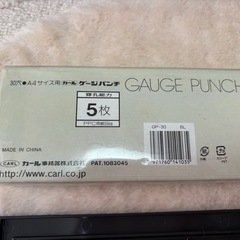 30穴●A4サイズ用 カール ゲージパンチ
GAUGE PUNCH
穿孔能力
5枚
GP-30 BL
MADE IN CHINA
CARL カール事務器株式会社 PAT.1083045
http://www.carl.co.jp